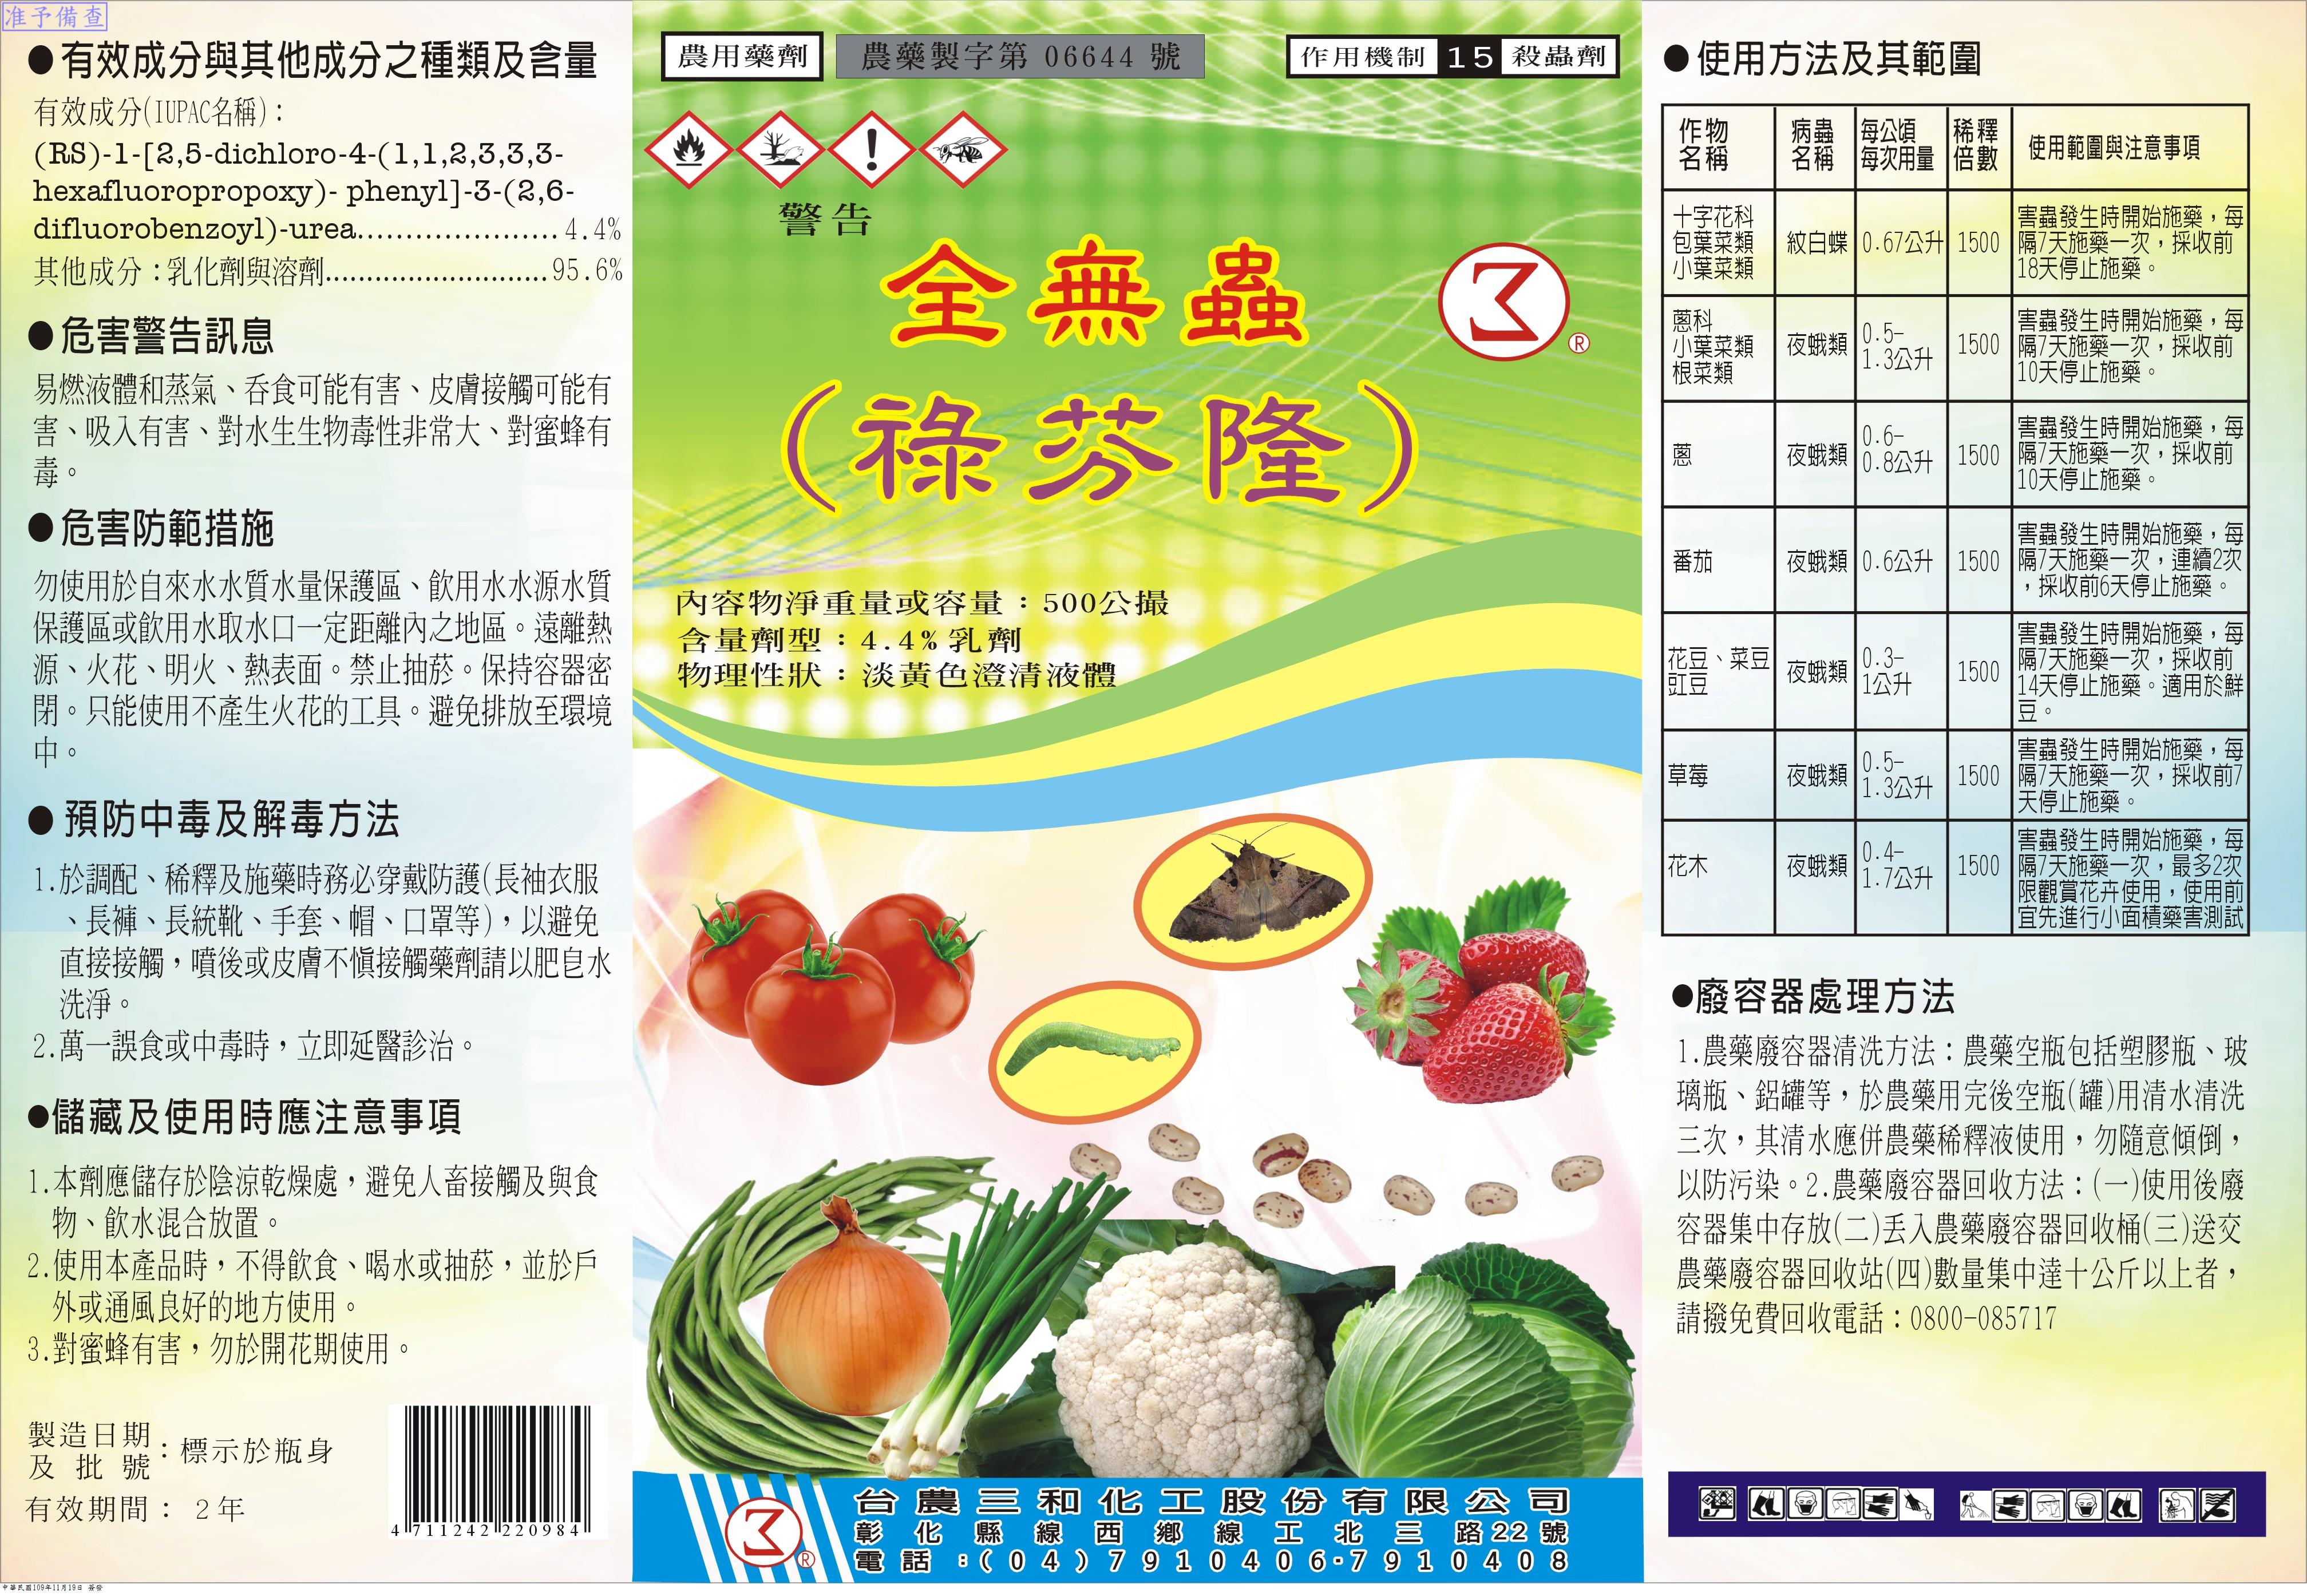 准予備查
●有效成分與其他成分之種類及含量
有效成分(IUPAC名稱)：
(RS)-1-[2,5-dichloro-4-(1,1,2,3,3,3-
hexafluoropropoxy)- phenyl]-3-(2,6-
difluorobenzoyl)-urea.....................4.4%
其他成分：乳化劑與溶劑............................95.6%
●危害警告訊息
易燃液體和蒸氣、吞食可能有害、皮膚接觸可能有
害、吸入有害、對水生生物毒性非常大、對蜜蜂有
毒。
●危害防範措施
勿使用於自來水水質水量保護區、飲用水水源水質
保護區或飲用水取水口一定距離內之地區。遠離熱
源、火花、明火、熱表面。禁止抽菸。保持容器密
閉。只能使用不產生火花的工具。避免排放至環境
中。
●預防中毒及解毒方法
1.於調配、稀釋及施藥時務必穿戴防護(長袖衣服
、長褲、長統靴、手套、帽、口罩等)，以避免
直接接觸，噴後或皮膚不慎接觸藥劑請以肥皂水
洗淨。
2.萬一誤食或中毒時，立即延醫診治。
●儲藏及使用時應注意事項
1.本劑應儲存於陰涼乾燥處，避免人畜接觸及與食
物、飲水混合放置。
2.使用本產品時，不得飲食、喝水或抽菸，並於戶
外或通風良好的地方使用。
3.對蜜蜂有害，勿於開花期使用。
製造日期
及批號：標示於瓶身
有效期間：2年
4 711242 220984
中華民國109年11月19日 簽發
農用藥劑
農藥製字第 06644 號
作用機制 15 殺蟲劑
警告
全無蟲
®
(祿芬隆)
內容物淨重量或容量：500公撮
含量劑型：4.4%乳劑
物理性狀：淡黃色澄清液體
®
台農三和化工股份有限公司
彰化縣線西鄉線工北三路22號
電話：(04)7910406·7910408
●使用方法及其範圍
作物名稱 病蟲名稱 每公頃每次用量 稀釋倍數 使用範圍與注意事項
十字花科
包葉菜類
小葉菜類 紋白蝶 0.67公升 1500 害蟲發生時開始施藥，每
隔7天施藥一次，採收前
18天停止施藥。
蔥科
小葉菜類
根菜類 夜蛾類 0.5-
1.3公升 1500 害蟲發生時開始施藥，每
隔7天施藥一次，採收前
10天停止施藥。
蔥 夜蛾類 0.6-
0.8公升 1500 害蟲發生時開始施藥，每
隔7天施藥一次，採收前
10天停止施藥。
番茄 夜蛾類 0.6公升 1500 害蟲發生時開始施藥，每
隔7天施藥一次，連續2次
，採收前6天停止施藥。
花豆、菜豆
豇豆 夜蛾類 0.3-
1公升 1500 害蟲發生時開始施藥，每
隔7天施藥一次，採收前
14天停止施藥。適用於鮮
豆。
草莓 夜蛾類 0.5-
1.3公升 1500 害蟲發生時開始施藥，每
隔7天施藥一次，採收前7
天停止施藥。
花木 夜蛾類 0.4-
1.7公升 1500 害蟲發生時開始施藥，每
隔7天施藥一次，最多2次
限觀賞花卉使用，使用前
宜先進行小面積藥害測試
●廢容器處理方法
1.農藥廢容器清洗方法：農藥空瓶包括塑膠瓶、玻
璃瓶、鋁罐等，於農藥用完後空瓶(罐)用清水清洗
三次，其清水應併農藥稀釋液使用，勿隨意傾倒，
以防污染。2.農藥廢容器回收方法：(一)使用後廢
容器集中存放(二)丟入農藥廢容器回收桶(三)送交
農藥廢容器回收站(四)數量集中達十公斤以上者，
請撥免費回收電話：0800-085717